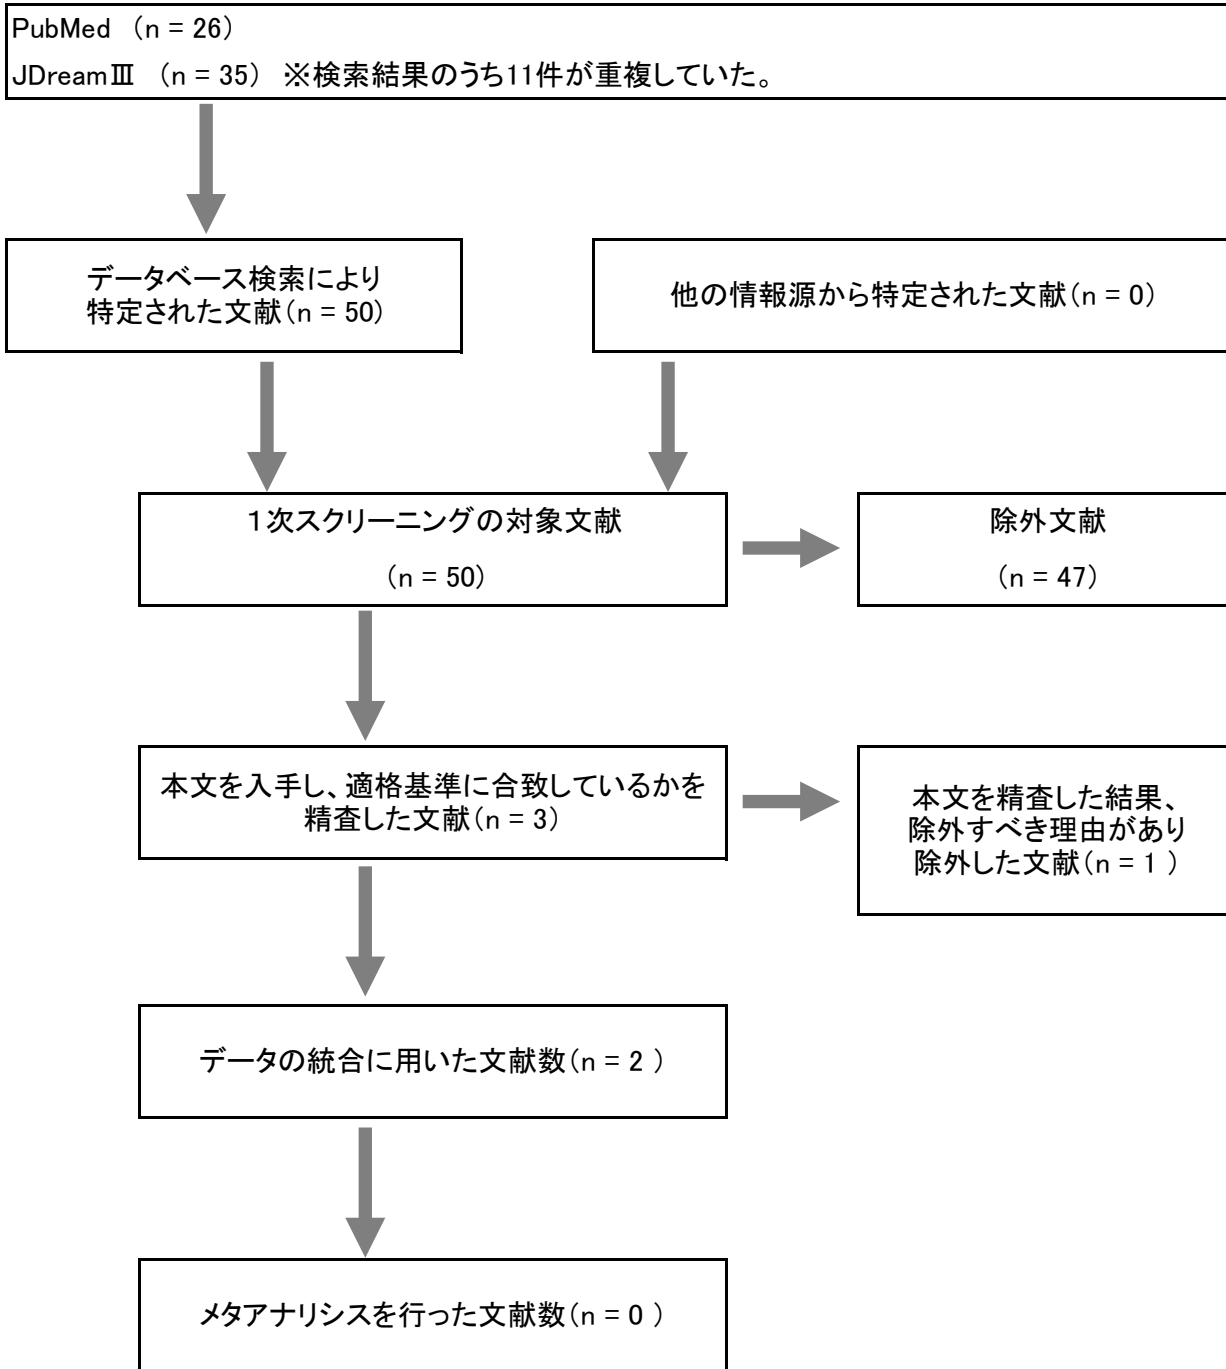 PubMed （n = 26）
JDreamⅢ （n = 35） ※検索結果のうち11件が重複していた。
データベース検索により
特定された文献（n = 50）
他の情報源から特定された文献（n = 0）
１次スクリーニングの対象文献
（n = 50）
除外文献
（n = 47）
本文を入手し、適格基準に合致しているかを
精査した文献（n = 3）
本文を精査した結果、
除外すべき理由があり
除外した文献（n = 1 ）
データの統合に用いた文献数（n = 2 ）
メタアナリシスを行った文献数（n = 0 ）